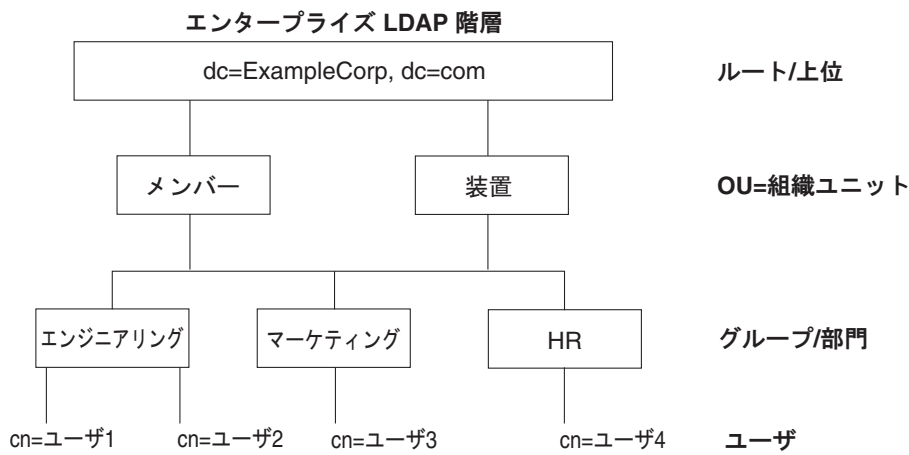 エンタープライズ LDAP 階層
dc=ExampleCorp, dc=com
ルート/上位
メンバー
装置
OU=組織ユニット
エンジニアリング
マーケティング
HR
グループ/部門
cn=ユーザ1
cn=ユーザ2
cn=ユーザ3
cn=ユーザ4
ユーザ